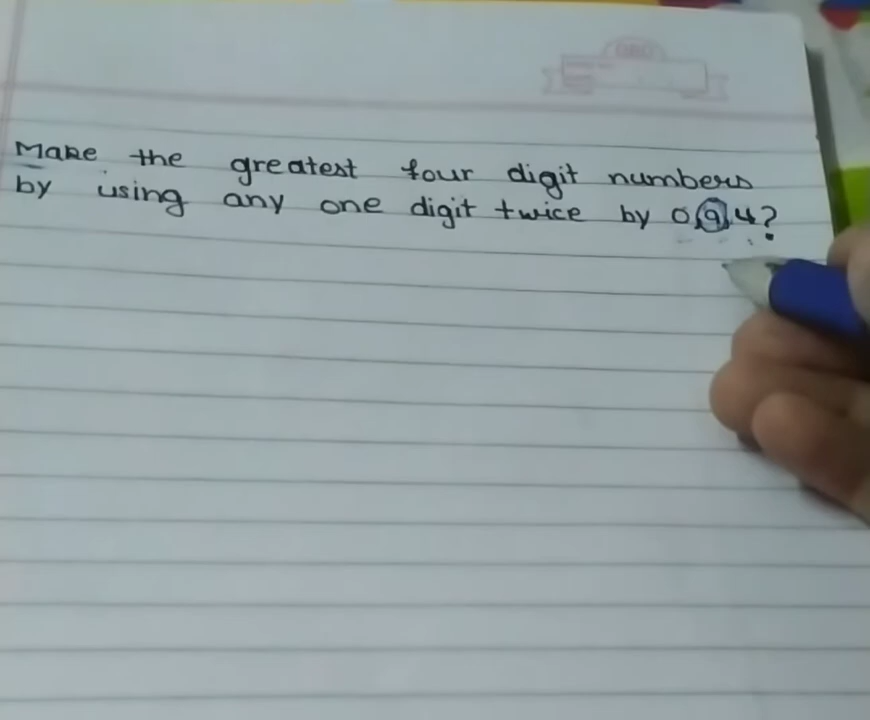 Make the greatest four digit numbers
by using any one digit twice by 0,9,4?